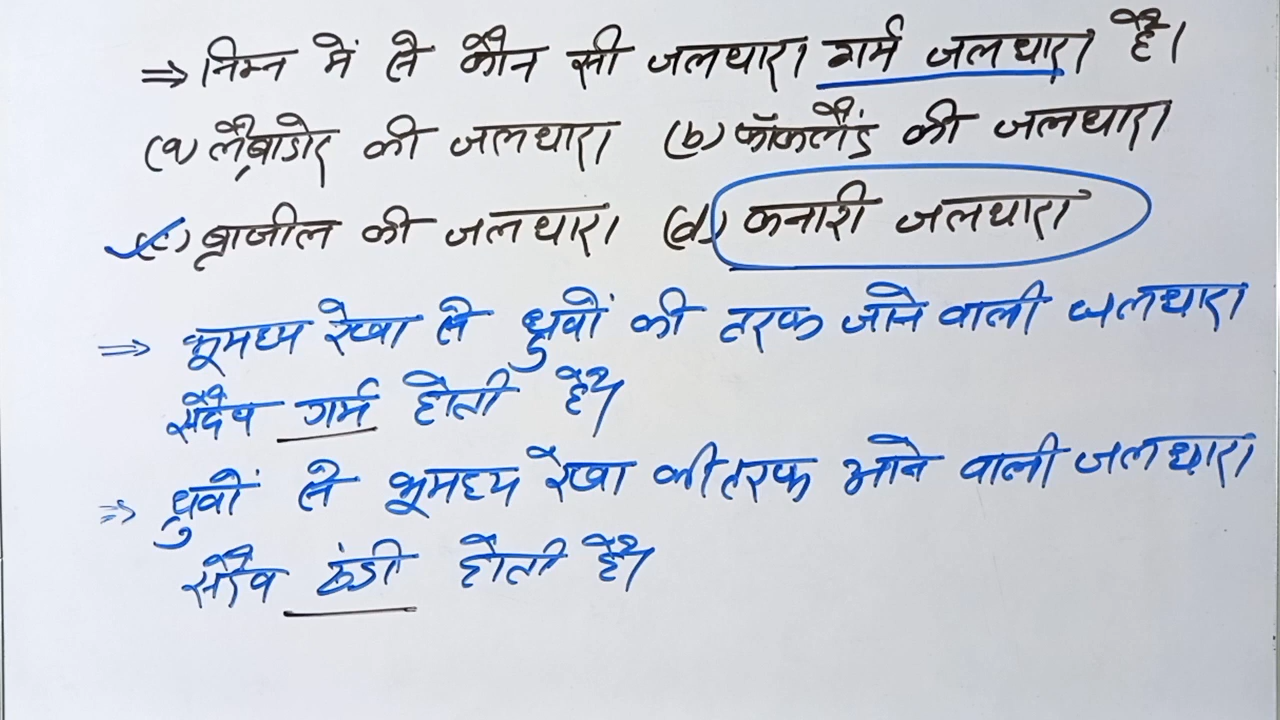 ⇒ निम्न में से कौन सी जलधारा गर्म जलधारा है।
(a) लैब्राडोर की जलधारा (b) फॉकलैंड की जलधारा
(c) ब्राजील की जलधारा (d) कनारी जलधारा
⇒ भूमध्य रेखा से ध्रुवों की तरफ जाने वाली जलधारा
सदैव गर्म होती है।
⇒ ध्रुवों से भूमध्य रेखा की तरफ आने वाली जलधारा
सदैव ठंडी होती है।